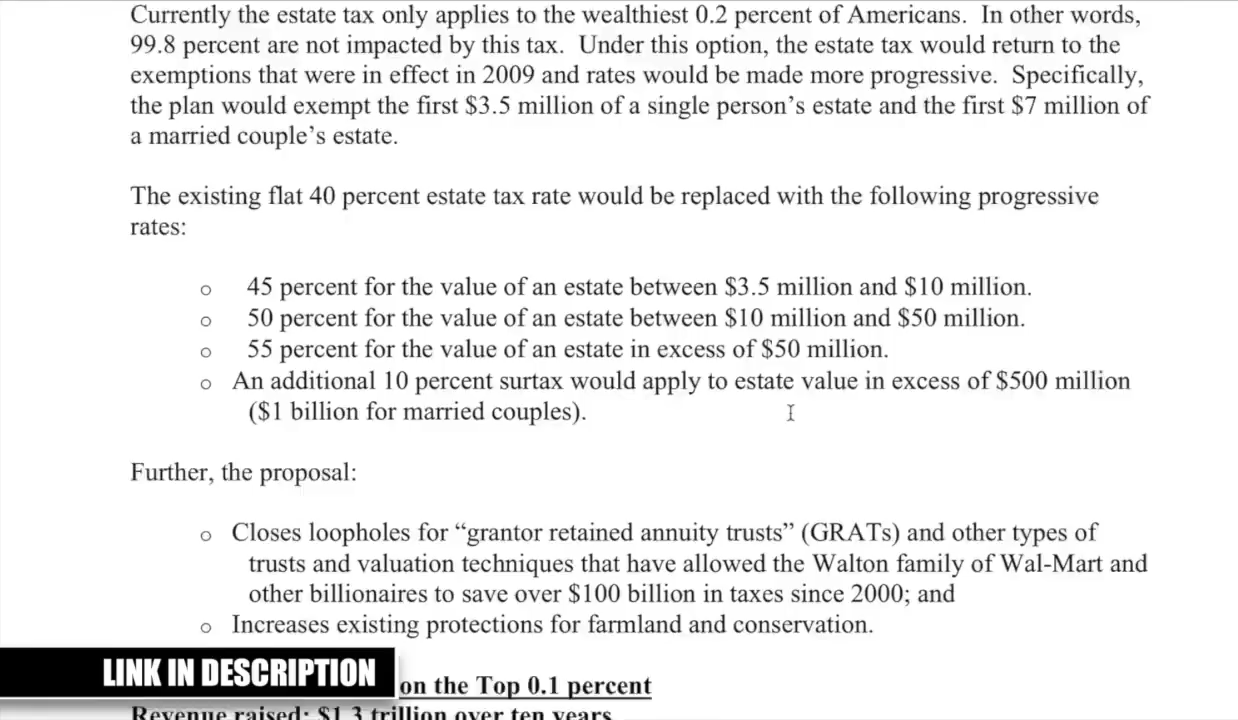 Currently the estate tax only applies to the wealthiest 0.2 percent of Americans. In other words,
99.8 percent are not impacted by this tax. Under this option, the estate tax would return to the
exemptions that were in effect in 2009 and rates would be made more progressive. Specifically,
the plan would exempt the first $3.5 million of a single person's estate and the first $7 million of
a married couple's estate.
The existing flat 40 percent estate tax rate would be replaced with the following progressive
rates:
o 45 percent for the value of an estate between $3.5 million and $10 million.
o 50 percent for the value of an estate between $10 million and $50 million.
o 55 percent for the value of an estate in excess of $50 million.
o An additional 10 percent surtax would apply to estate value in excess of $500 million
($1 billion for married couples).
Further, the proposal:
o Closes loopholes for “grantor retained annuity trusts” (GRATs) and other types of
trusts and valuation techniques that have allowed the Walton family of Wal-Mart and
other billionaires to save over $100 billion in taxes since 2000; and
o Increases existing protections for farmland and conservation.
LINK IN DESCRIPTION
on the Top 0.1 percent
Revenue raised: $1.3 trillion over ten years